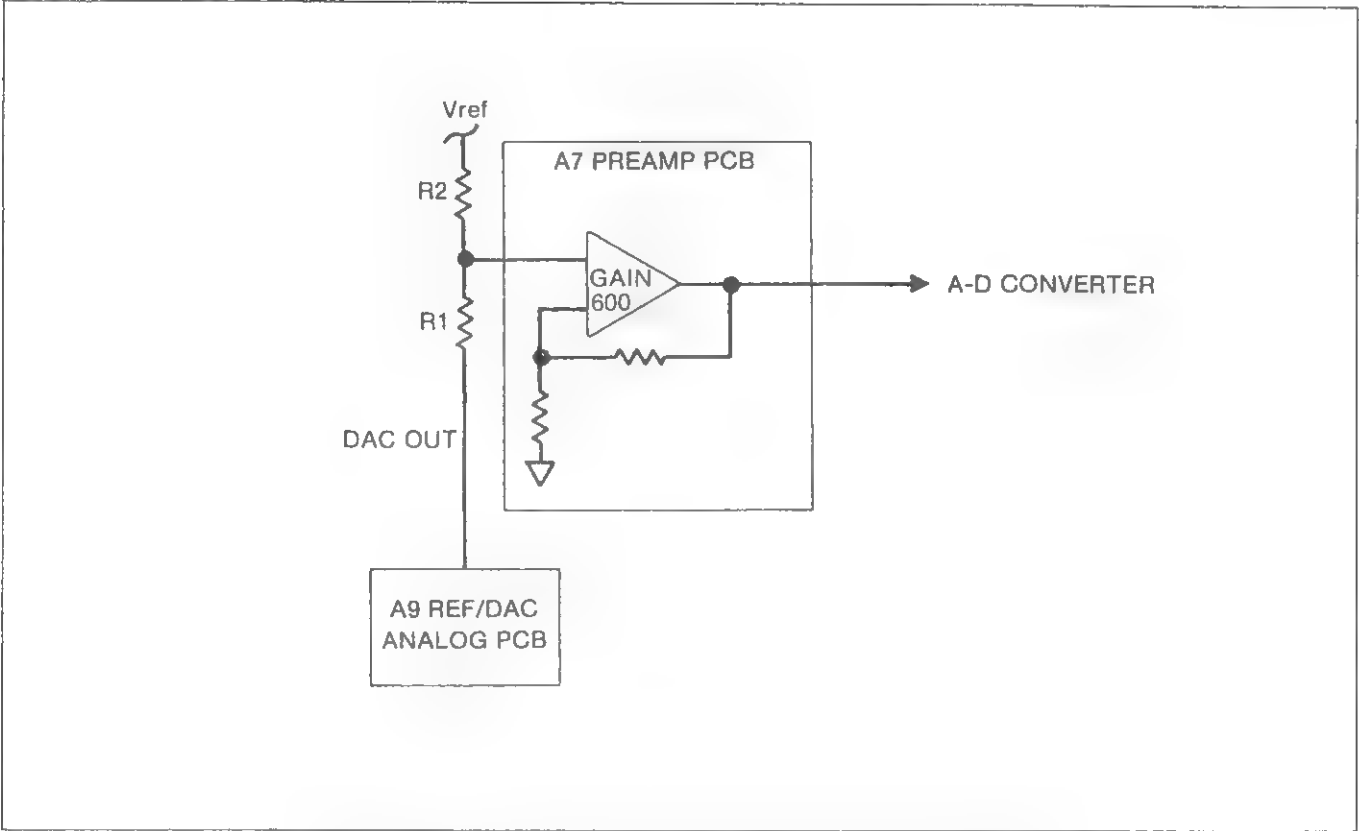 Vref
A7 PREAMP PCB
R2
GAIN
600
A-D CONVERTER
R1
DAC OUT
A9 REF/DAC
ANALOG PCB